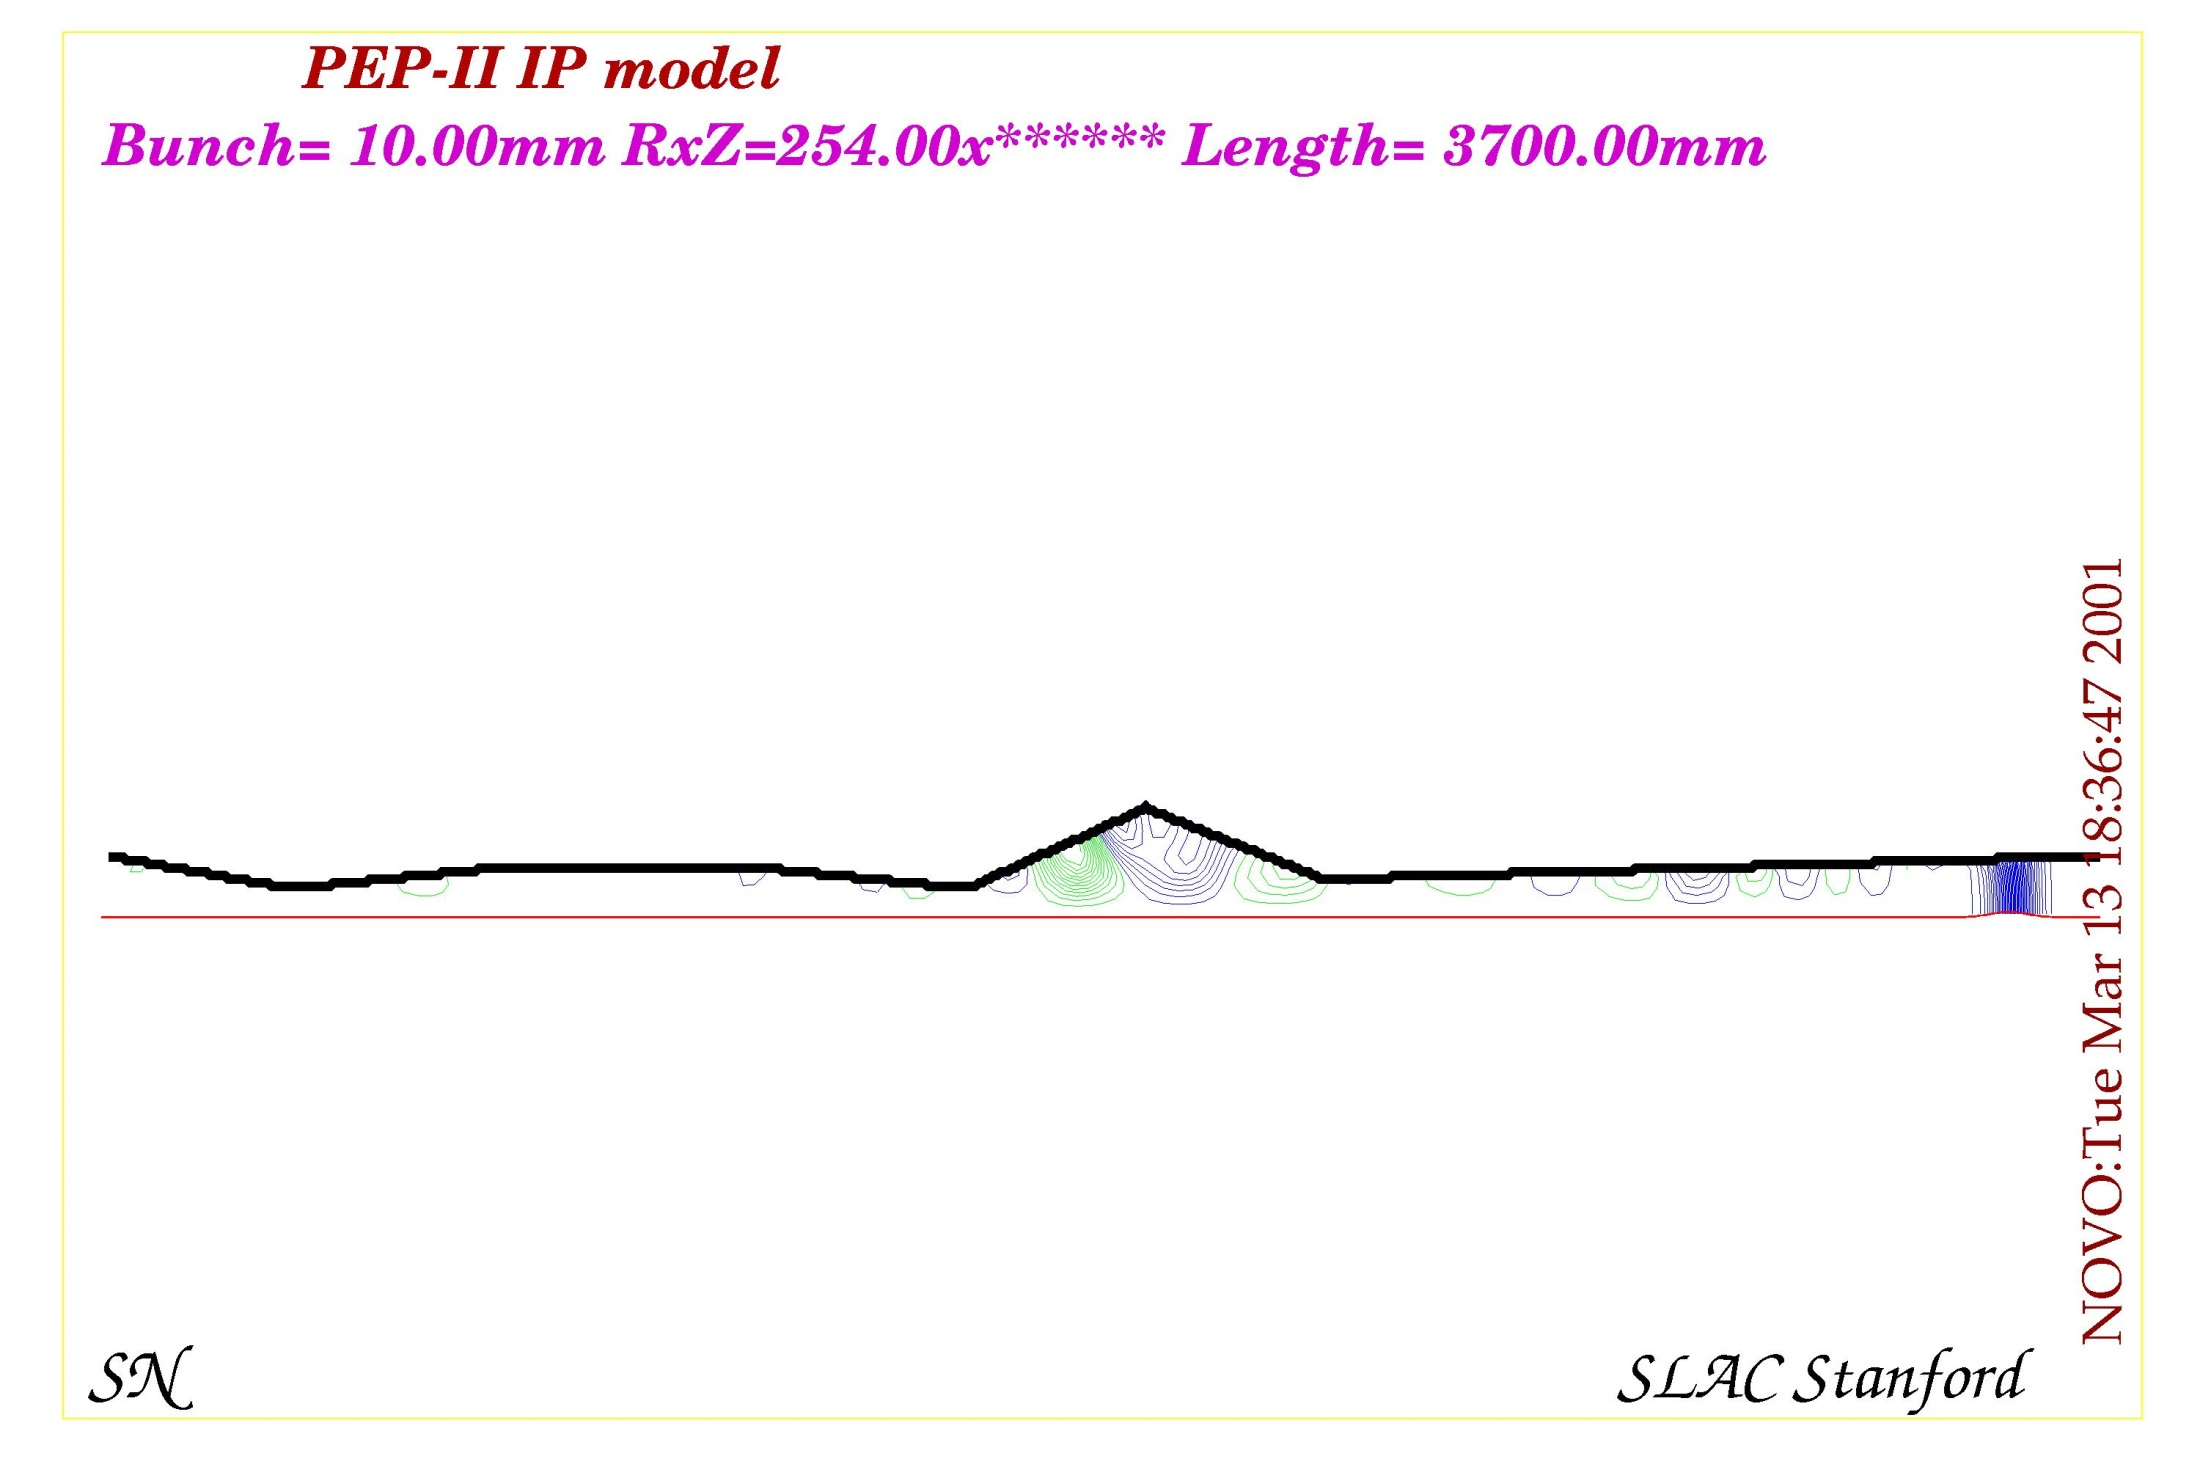 PEP-II IP model
Bunch= 10.00mm RxZ=254.00x****** Length= 3700.00mm
NOVO:Tue Mar 13 18:36:47 2001
SN
SLAC Stanford